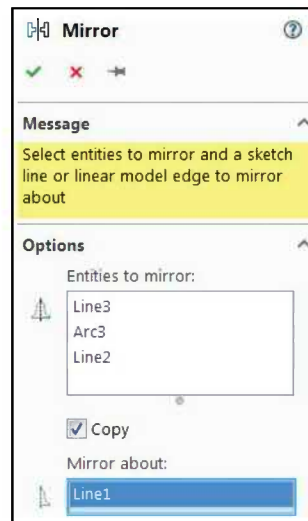 Mirror
Message
Select entities to mirror and a sketch
line or linear model edge to mirror
about
Options
Entities to mirror:
Line3
Arc3
Line2
Copy
Mirror about:
Line1